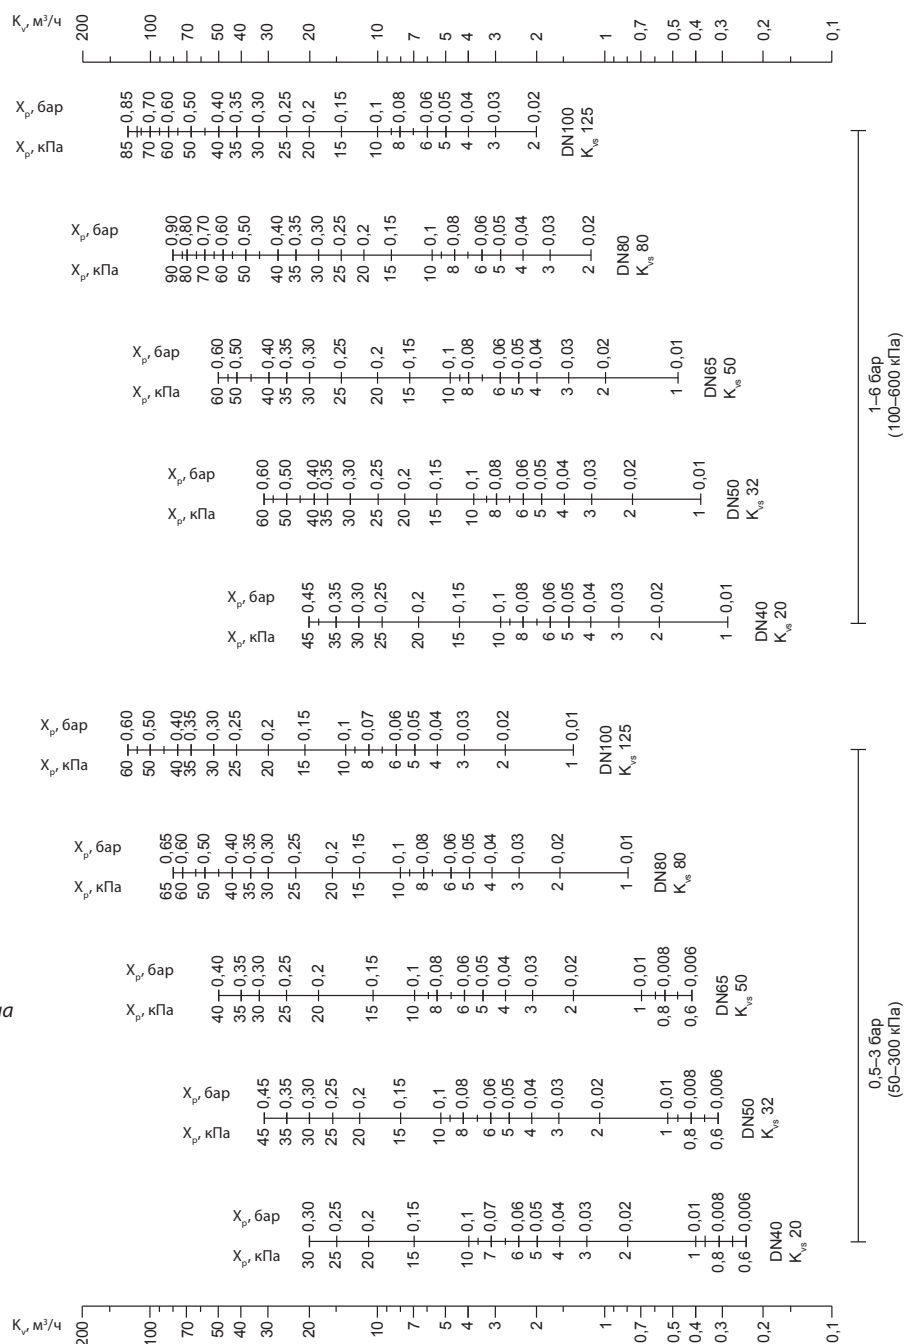 Kv, м³/ч
200 100 70 50 40 30 20 10 7 5 4 3 2 1 0,7 0,5 0,4 0,3 0,2 0,1
Xp, бар
0,85 0,70 0,60 0,50 0,40 0,35 0,30 0,25 0,2 0,15 0,1 0,08 0,06 0,05 0,04 0,03 0,02
Xp, кПа
85 70 60 50 40 35 30 25 20 15 10 8 6 5 4 3 2
DN100
Kvs 125
Xp, бар
0,90 0,80 0,70 0,60 0,50 0,40 0,35 0,30 0,25 0,2 0,15 0,1 0,08 0,06 0,05 0,04 0,03 0,02
Xp, кПа
90 80 70 60 50 40 35 30 25 20 15 10 8 6 5 4 3 2
DN80
Kvs 80
Xp, бар
0,60 0,50 0,40 0,35 0,30 0,25 0,2 0,15 0,1 0,08 0,06 0,05 0,04 0,03 0,02 0,01
Xp, кПа
60 50 40 35 30 25 20 15 10 8 6 5 4 3 2 1
DN65
Kvs 50
Xp, бар
0,60 0,50 0,40 0,35 0,30 0,25 0,2 0,15 0,1 0,08 0,06 0,05 0,04 0,03 0,02 0,01
Xp, кПа
60 50 40 35 30 25 20 15 10 8 6 5 4 3 2 1
DN50
Kvs 32
Xp, бар
0,45 0,35 0,30 0,25 0,2 0,15 0,1 0,08 0,06 0,05 0,04 0,03 0,02 0,01
Xp, кПа
45 35 30 25 20 15 10 8 6 5 4 3 2 1
DN40
Kvs 20
1–6 бар
(100–600 кПа)
Xp, бар
0,60 0,50 0,40 0,35 0,30 0,25 0,2 0,15 0,1 0,07 0,06 0,05 0,04 0,03 0,02 0,01
Xp, кПа
60 50 40 35 30 25 20 15 10 8 6 5 4 3 2 1
DN100
Kvs 125
Xp, бар
0,65 0,60 0,50 0,40 0,35 0,30 0,25 0,2 0,15 0,1 0,08 0,06 0,05 0,04 0,03 0,02 0,01
Xp, кПа
65 60 50 40 35 30 25 20 15 10 8 6 5 4 3 2 1
DN80
Kvs 80
Xp, бар
0,40 0,35 0,30 0,25 0,2 0,15 0,1 0,08 0,06 0,05 0,04 0,03 0,02 0,01 0,008 0,006
Xp, кПа
40 35 30 25 20 15 10 8 6 5 4 3 2 1 0,8 0,6
DN65
Kvs 50
Xp, бар
0,45 0,35 0,30 0,25 0,2 0,15 0,1 0,08 0,06 0,05 0,04 0,03 0,02 0,01 0,008 0,006
Xp, кПа
45 35 30 25 20 15 10 8 6 5 4 3 2 1 0,8 0,6
DN50
Kvs 32
Xp, бар
0,30 0,25 0,2 0,15 0,1 0,07 0,06 0,05 0,04 0,03 0,02 0,01 0,008 0,006
Xp, кПа
30 25 20 15 10 7 6 5 4 3 2 1 0,8 0,6
DN40
Kvs 20
0,5–3 бар
(50–300 кПа)
Kv, м³/ч
200 100 70 50 40 30 20 10 7 5 4 3 2 1 0,7 0,5 0,4 0,3 0,2 0,1